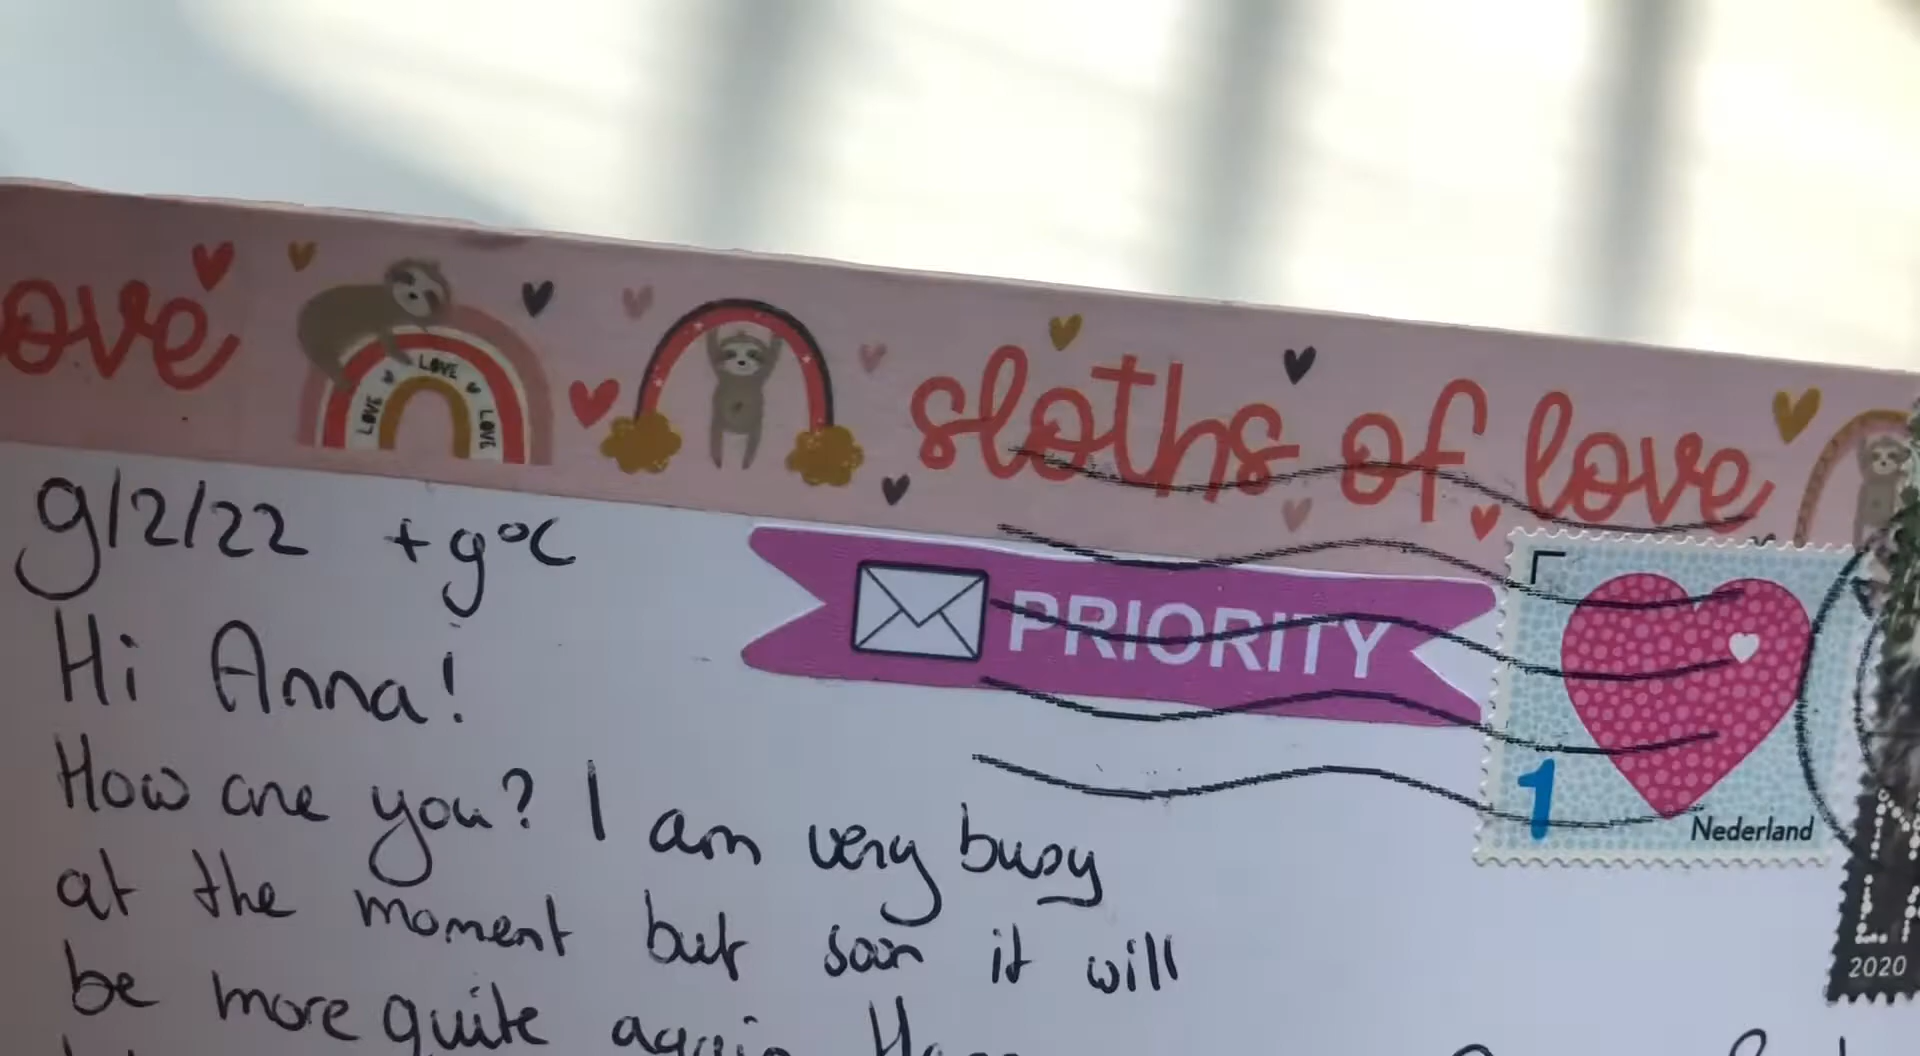 ove
LOVE LOVE LOVE
sloths of love
9/2/22 +9°C
PRIORITY
Hi Anna!
1
Nederland
How are you? I am very busy
at the moment but soon it will
2020
be more quite again